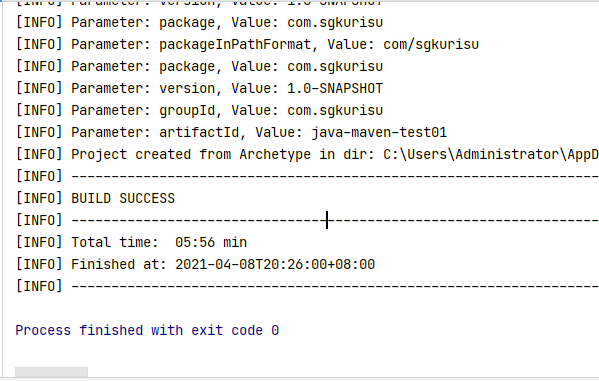 [INFO] Parameter: version, Value: 1.0-SNAPSHOT
[INFO] Parameter: package, Value: com.sgkurisu
[INFO] Parameter: packageInPathFormat, Value: com/sgkurisu
[INFO] Parameter: package, Value: com.sgkurisu
[INFO] Parameter: version, Value: 1.0-SNAPSHOT
[INFO] Parameter: groupId, Value: com.sgkurisu
[INFO] Parameter: artifactId, Value: java-maven-test01
[INFO] Project created from Archetype in dir: C:\Users\Administrator\AppD
[INFO] ------------------------------------------------------------------
[INFO] BUILD SUCCESS
[INFO] ------------------------------------------------------------------
[INFO] Total time:  05:56 min
[INFO] Finished at: 2021-04-08T20:26:00+08:00
[INFO] ------------------------------------------------------------------
Process finished with exit code 0